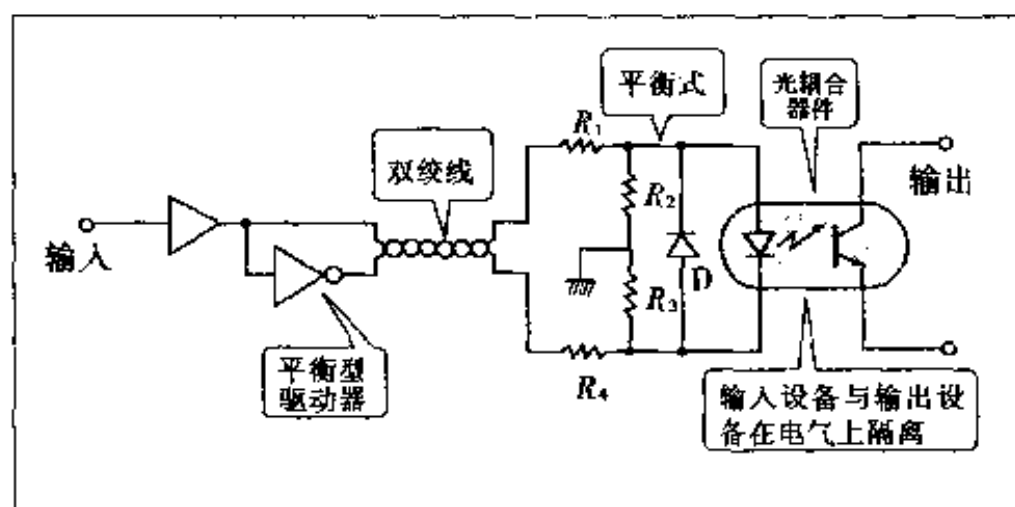 平衡式
光耦合
器件
R1
双绞线
R2
输出
输入
D
R3
平衡型
驱动器
R4
输入设备与输出设
备在电气上隔离